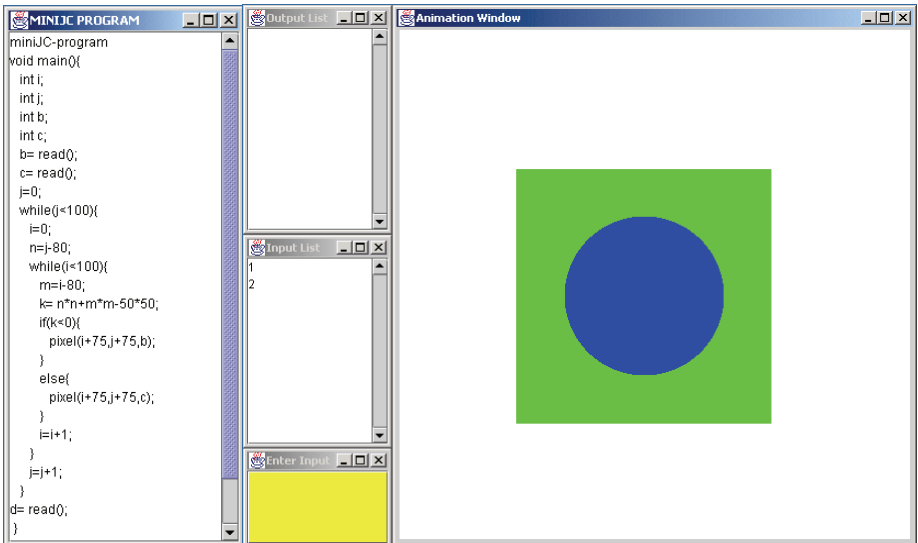 MINIJC PROGRAM
miniJC-program
void main(){
int i;
int j;
int b;
int c;
b= read();
c= read();
j=0;
while(j<100){
i=0;
n=j-80;
while(i<100){
m=i-80;
k= n*n+m*m-50*50;
if(k<0){
pixel(i+75,j+75,b);
}
else{
pixel(i+75,j+75,c);
}
i=i+1;
}
j=j+1;
}
d= read();
}
Output List
Input List
1
2
Enter Input
Animation Window